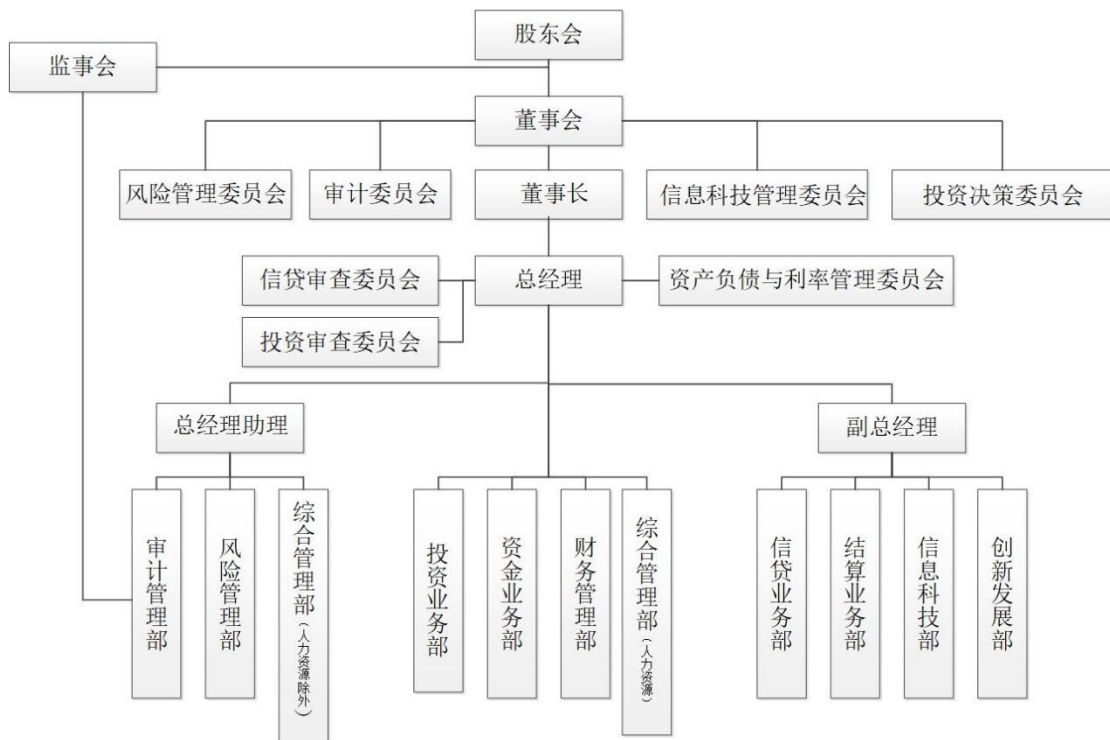 股东会
监事会
董事会
风险管理委员会
审计委员会
董事长
信息科技管理委员会
投资决策委员会
信贷审查委员会
总经理
资产负债与利率管理委员会
投资审查委员会
总经理助理
副总经理
审计管理部
风险管理部
综合管理部(人力资源除外)
投资业务部
资金业务部
财务管理部
综合管理部(人力资源)
信贷业务部
结算业务部
信息科技部
创新发展部